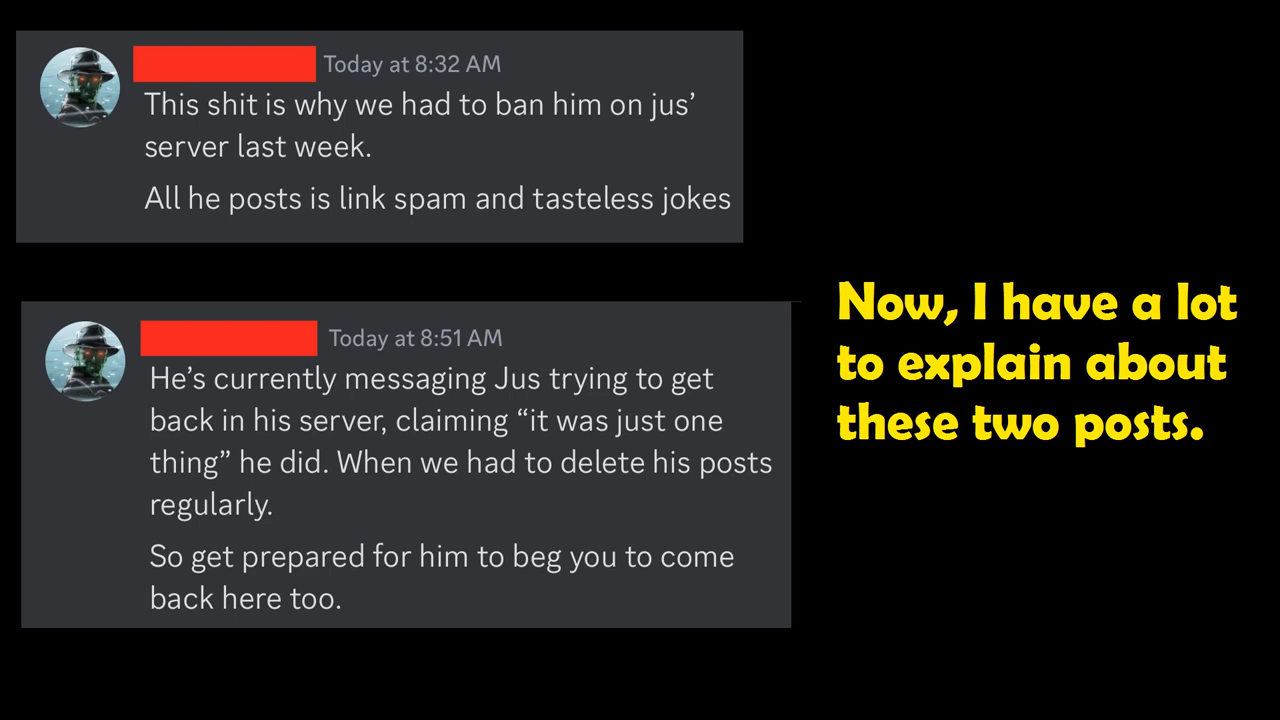 Today at 8:32 AM
This shit is why we had to ban him on jus’
server last week.
All he posts is link spam and tasteless jokes
Today at 8:51 AM
He’s currently messaging Jus trying to get
back in his server, claiming “it was just one
thing” he did. When we had to delete his posts
regularly.
So get prepared for him to beg you to come
back here too.
Now, I have a lot
to explain about
these two posts.